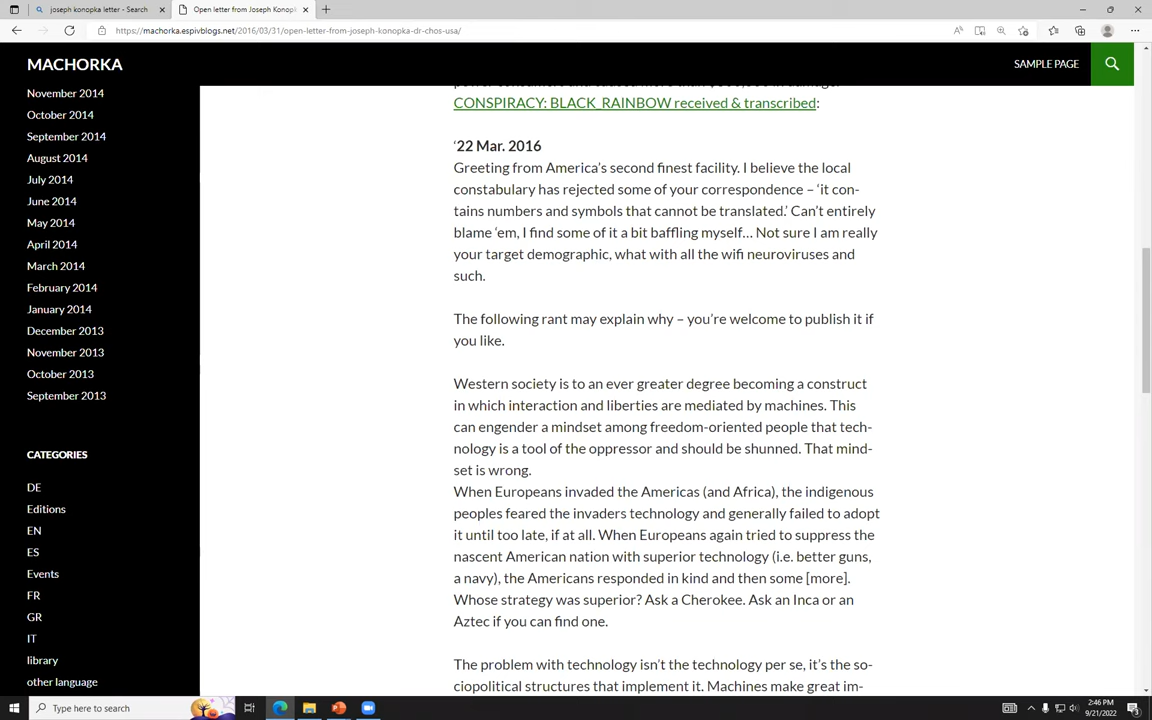 joseph konopka letter - Search
Open letter from Joseph Konop
https://machorka.espivblogs.net/2016/03/31/open-letter-from-joseph-konopka-dr-chos-usa/
MACHORKA
SAMPLE PAGE
November 2014
October 2014
September 2014
August 2014
July 2014
June 2014
May 2014
April 2014
March 2014
February 2014
January 2014
December 2013
November 2013
October 2013
September 2013
CATEGORIES
DE
Editions
EN
ES
Events
FR
GR
IT
library
other language
CONSPIRACY: BLACK_RAINBOW received & transcribed:
‘22 Mar. 2016
Greeting from America’s second finest facility. I believe the local
constabulary has rejected some of your correspondence – ‘it con-
tains numbers and symbols that cannot be translated.’ Can’t entirely
blame ‘em, I find some of it a bit baffling myself… Not sure I am really
your target demographic, what with all the wifi neuroviruses and
such.
The following rant may explain why – you’re welcome to publish it if
you like.
Western society is to an ever greater degree becoming a construct
in which interaction and liberties are mediated by machines. This
can engender a mindset among freedom-oriented people that tech-
nology is a tool of the oppressor and should be shunned. That mind-
set is wrong.
When Europeans invaded the Americas (and Africa), the indigenous
peoples feared the invaders technology and generally failed to adopt
it until too late, if at all. When Europeans again tried to suppress the
nascent American nation with superior technology (i.e. better guns,
a navy), the Americans responded in kind and then some [more].
Whose strategy was superior? Ask a Cherokee. Ask an Inca or an
Aztec if you can find one.
The problem with technology isn’t the technology per se, it’s the so-
ciopolitical structures that implement it. Machines make great im-
Type here to search
2:46 PM
9/21/2022